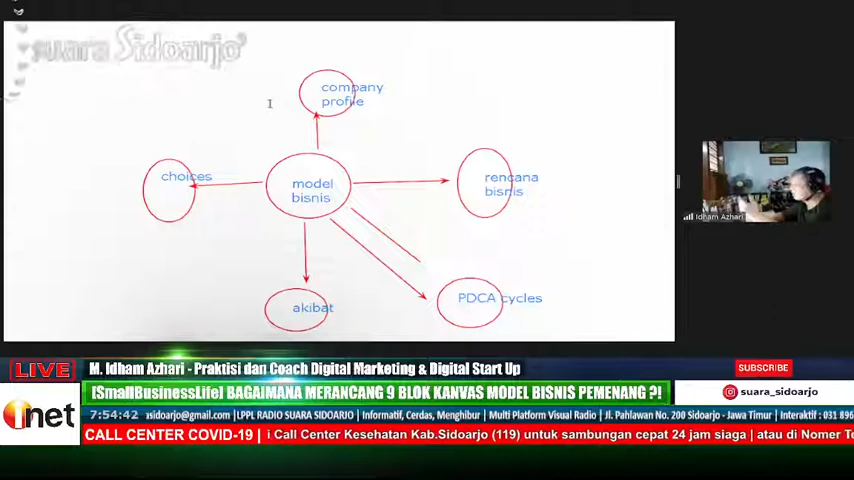 suara Sidoarjo
company
profile
choices
model
bisnis
rencana
bisnis
akibat
PDCA cycles
Idham Azhari
LIVE
M. Idham Azhari - Praktisi dan Coach Digital Marketing & Digital Start Up
SUBSCRIBE
[SmallBusinessLife] BAGAIMANA MERANCANG 9 BLOK KANVAS MODEL BISNIS PEMENANG ?!
suara_sidoarjo
inet
7:54:42 asidoarjo@gmail.com |LPPL RADIO SUARA SIDOARJO | Informatif, Cerdas, Menghibur | Multi Platform Visual Radio | Jl. Pahlawan No. 200 Sidoarjo - Jawa Timur | Interaktif : 031 896
CALL CENTER COVID-19 | i Call Center Kesehatan Kab.Sidoarjo (119) untuk sambungan cepat 24 jam siaga | atau di Nomor Te